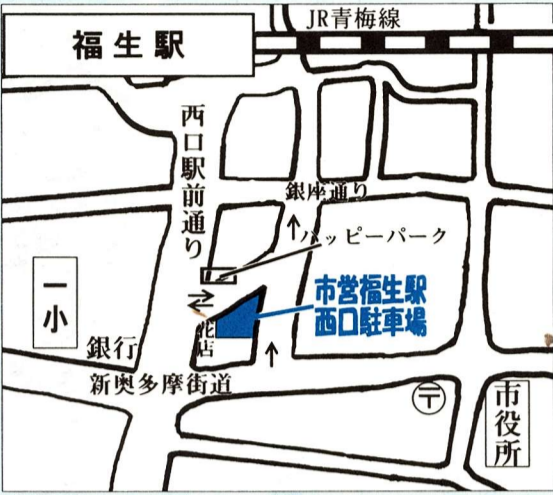 JR青梅線
福生駅
西口駅前通り
銀座通り
ハッピーパーク
市営福生駅
西口駐車場
一小
花店
銀行
新奥多摩街道
〒
市役所